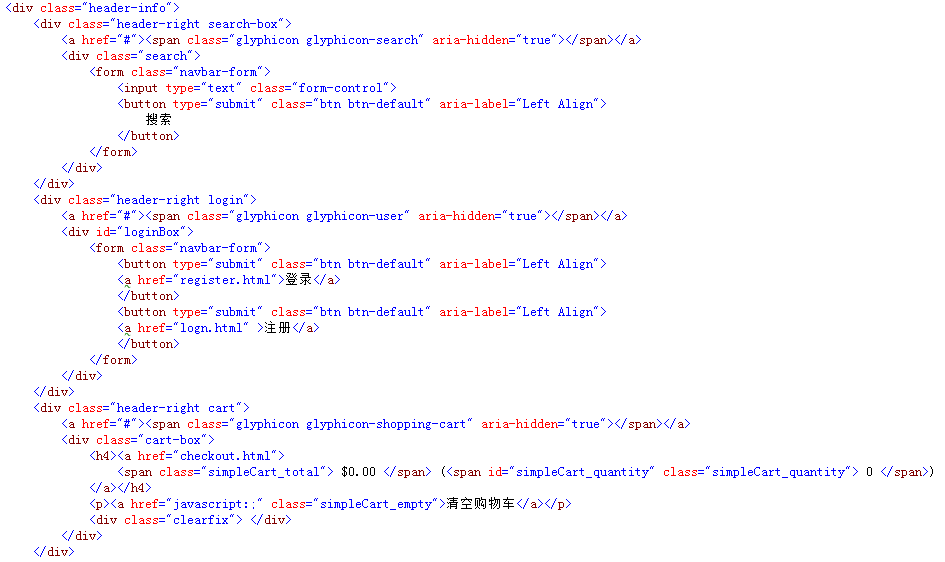 <div class="header-info">
<div class="header-right search-box">
<a href="#"><span class="glyphicon glyphicon-search" aria-hidden="true"></span></a>
<div class="search">
<form class="navbar-form">
<input type="text" class="form-control">
<button type="submit" class="btn btn-default" aria-label="Left Align">
搜索
</button>
</form>
</div>
</div>
<div class="header-right login">
<a href="#"><span class="glyphicon glyphicon-user" aria-hidden="true"></span></a>
<div id="loginBox">
<form class="navbar-form">
<button type="submit" class="btn btn-default" aria-label="Left Align">
<a href="register.html">登录</a>
</button>
<button type="submit" class="btn btn-default" aria-label="Left Align">
<a href="logn.html" >注册</a>
</button>
</form>
</div>
</div>
<div class="header-right cart">
<a href="#"><span class="glyphicon glyphicon-shopping-cart" aria-hidden="true"></span></a>
<div class="cart-box">
<h4><a href="checkout.html">
<span class="simpleCart_total"> $0.00 </span> (<span id="simpleCart_quantity" class="simpleCart_quantity"> 0 </span>)
</a></h4>
<p><a href="javascript:;" class="simpleCart_empty">清空购物车</a></p>
<div class="clearfix"> </div>
</div>
</div>